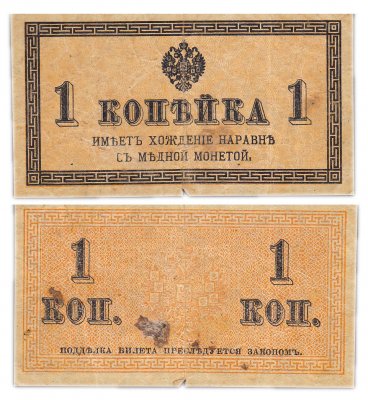 1 КОПѢЙКА 1
ИМѢЕТЪ ХОЖДЕНІЕ НАРАВНѢ
СЪ МѢДНОЙ МОНЕТОЙ.
1 1
КОП. КОП.
ПОДДѢЛКА БИЛЕТА ПРЕСЛѢДУЕТСЯ ЗАКОНОМЪ.